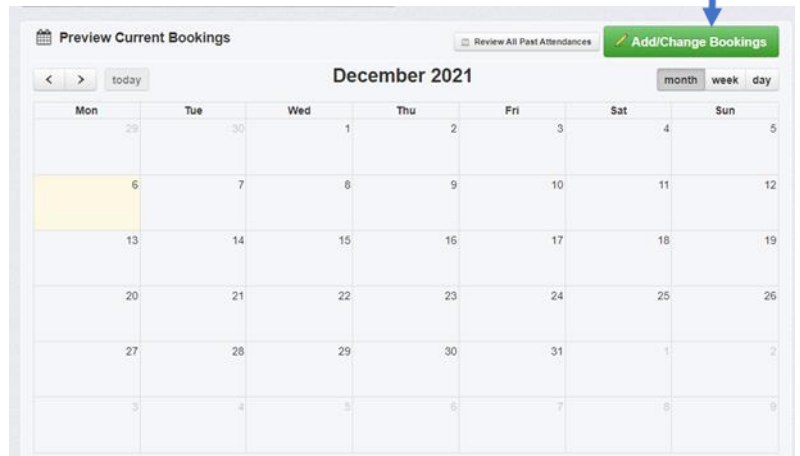 Preview Current Bookings Review All Past Attendances Add/Change Bookings
< > today December 2021 month week day
Mon Tue Wed Thu Fri Sat Sun
29 30 1 2 3 4 5
6 7 8 9 10 11 12
13 14 15 16 17 18 19
20 21 22 23 24 25 26
27 28 29 30 31 1 2
3 4 5 6 7 8 9